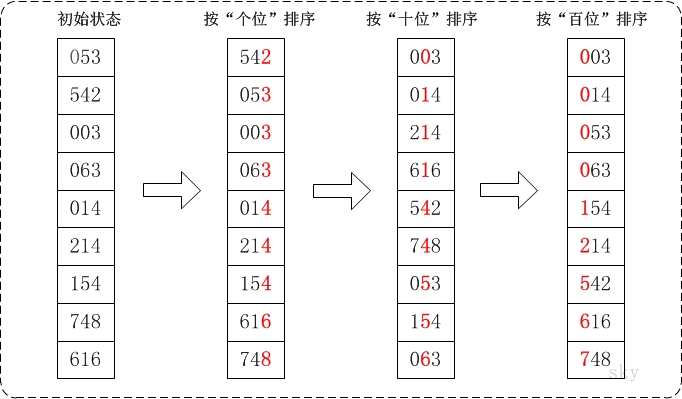 初始状态 按“个位”排序 按“十位”排序 按“百位”排序
053 542 003 003
542 053 014 014
003 003 214 053
063 063 616 063
014 014 542 154
214 214 748 214
154 154 053 542
748 616 154 616
616 748 063 748
sky